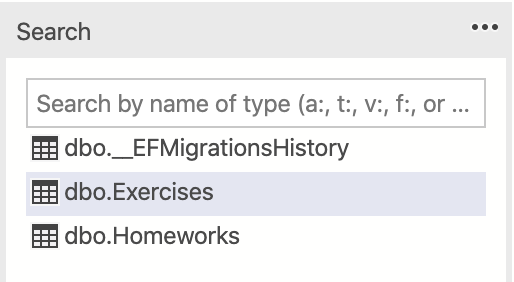 Search
Search by name of type (a:, t:, v:, f:, or ...
dbo.__EFMigrationsHistory
dbo.Exercises
dbo.Homeworks